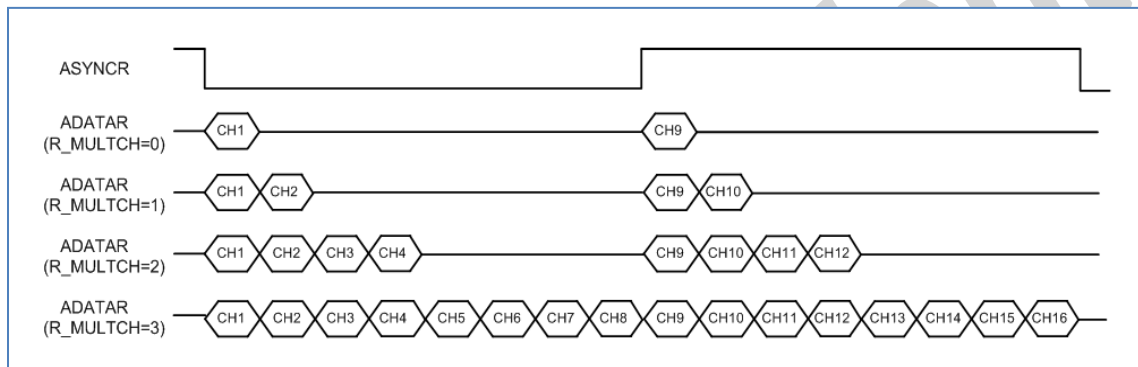 ASYNCR
ADATAR
(R_MULTCH=0)
CH1 CH9
ADATAR
(R_MULTCH=1)
CH1 CH2 CH9 CH10
ADATAR
(R_MULTCH=2)
CH1 CH2 CH3 CH4 CH9 CH10 CH11 CH12
ADATAR
(R_MULTCH=3)
CH1 CH2 CH3 CH4 CH5 CH6 CH7 CH8 CH9 CH10 CH11 CH12 CH13 CH14 CH15 CH16